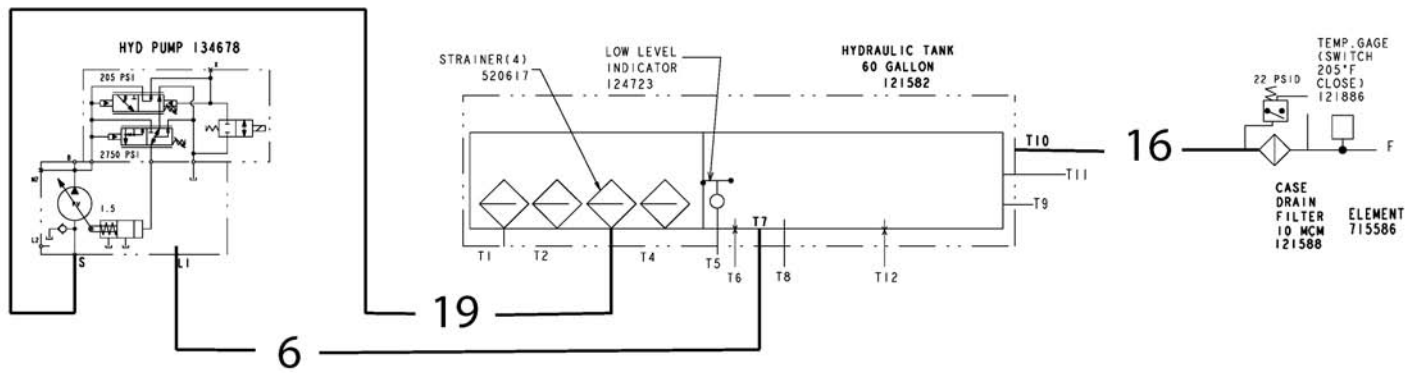 HYD PUMP 134678
205 PSI
X
2750 PSI
M2
PV
1.5
L2
S
L1
STRAINER(4)
520617
LOW LEVEL
INDICATOR
124723
HYDRAULIC TANK
60 GALLON
121582
T1
T2
T4
T5
T6
T7
T8
T12
T10
T11
T9
16
22 PSID
TEMP.GAGE
(SWITCH
205°F
CLOSE)
121886
F
CASE
DRAIN
FILTER
10 MCM
121588
ELEMENT
715586
19
6